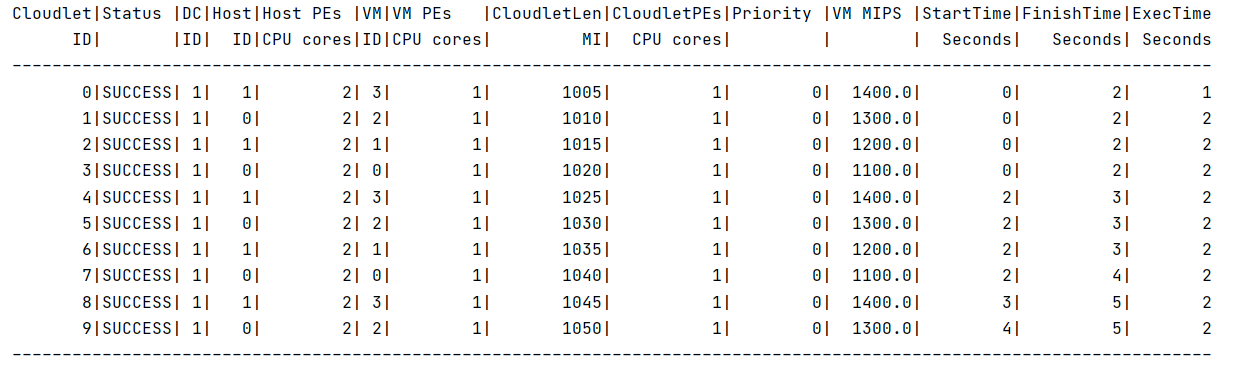 Cloudlet|Status |DC|Host|Host PEs |VM|VM PEs   |CloudletLen|CloudletPEs|Priority |VM MIPS |StartTime|FinishTime|ExecTime
      ID|       |ID|  ID|CPU cores|ID|CPU cores|         MI|  CPU cores|         |        |  Seconds|   Seconds| Seconds
------------------------------------------------------------------------------------------------------------------------
       0|SUCCESS| 1|   1|        2| 3|        1|       1005|          1|        0|  1400.0|        0|         2|       1
       1|SUCCESS| 1|   0|        2| 2|        1|       1010|          1|        0|  1300.0|        0|         2|       2
       2|SUCCESS| 1|   1|        2| 1|        1|       1015|          1|        0|  1200.0|        0|         2|       2
       3|SUCCESS| 1|   0|        2| 0|        1|       1020|          1|        0|  1100.0|        0|         2|       2
       4|SUCCESS| 1|   1|        2| 3|        1|       1025|          1|        0|  1400.0|        2|         3|       2
       5|SUCCESS| 1|   0|        2| 2|        1|       1030|          1|        0|  1300.0|        2|         3|       2
       6|SUCCESS| 1|   1|        2| 1|        1|       1035|          1|        0|  1200.0|        2|         3|       2
       7|SUCCESS| 1|   0|        2| 0|        1|       1040|          1|        0|  1100.0|        2|         4|       2
       8|SUCCESS| 1|   1|        2| 3|        1|       1045|          1|        0|  1400.0|        3|         5|       2
       9|SUCCESS| 1|   0|        2| 2|        1|       1050|          1|        0|  1300.0|        4|         5|       2
------------------------------------------------------------------------------------------------------------------------